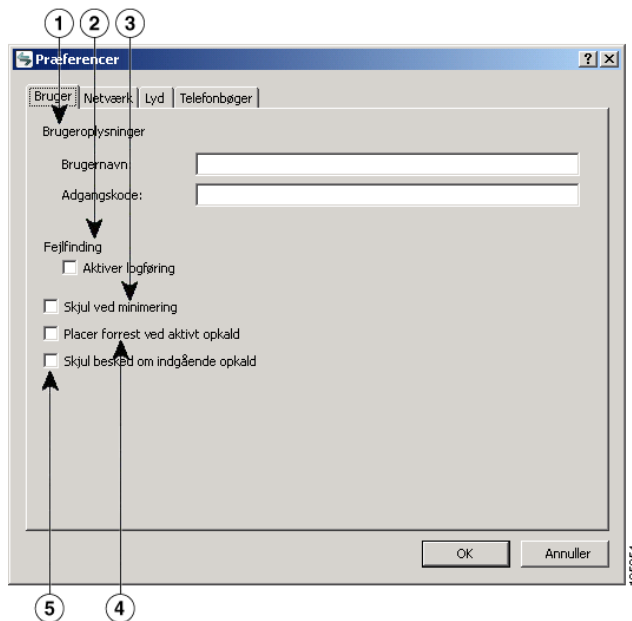 1 2 3
Præferencer
Bruger Netværk Lyd Telefonbøger
Brugeroplysninger
Brugernavn:
Adgangskode:
Fejlfinding
Aktiver logføring
Skjul ved minimering
Placer forrest ved aktivt opkald
Skjul besked om indgående opkald
OK Annuller
5 4